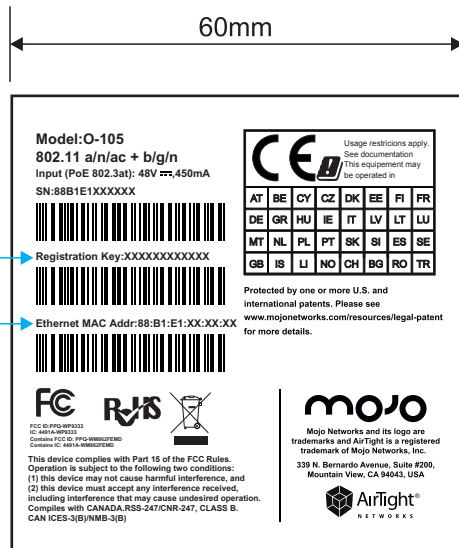 60mm
Model:O-105
802.11 a/n/ac + b/g/n
Input (PoE 802.3at): 48V ⎓,450mA
SN:88B1E1XXXXXX
Registration Key:XXXXXXXXXXXX
Ethernet MAC Addr:88:B1:E1:XX:XX:XX
CE
Usage restricions apply.
See documentation
This equipement may
be operated in
AT BE CY CZ DK EE FI FR
DE GR HU IE IT LV LT LU
MT NL PL PT SK SI ES SE
GB IS LI NO CH BG RO TR
Protected by one or more U.S. and
international patents. Please see
www.mojonetworks.com/resources/legal-patent
for more details.
FC
RoHS
FCC ID:PPQ-WP9333
IC: 4491A-WP9333
Contains FCC ID: PPQ-WM862FEMD
Contains IC: 4491A-WM862FEMD
This device complies with Part 15 of the FCC Rules.
Operation is subject to the following two conditions:
(1) this device may not cause harmful interference, and
(2) this device must accept any interference received,
including interference that may cause undesired operation.
Complies with CANADA.RSS-247/CNR-247, CLASS B.
CAN ICES-3(B)/NMB-3(B)
mojo
Mojo Networks and its logo are
trademarks and AirTight is a registered
trademark of Mojo Networks, Inc.
339 N. Bernardo Avenue, Suite #200,
Mountain View, CA 94043, USA
AirTight®
NETWORKS